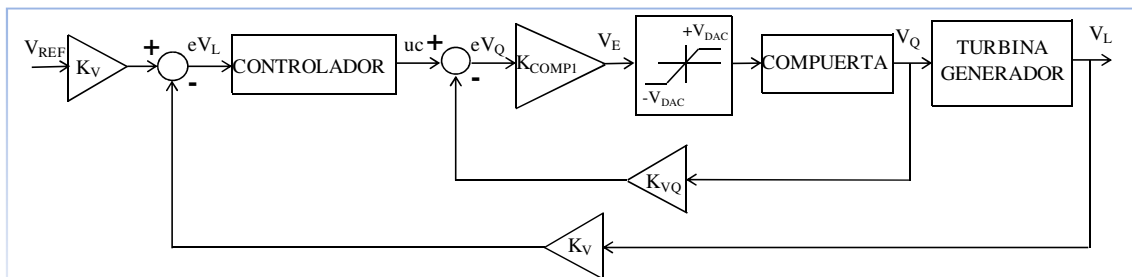 V_REF
K_V
+
-
eV_L
CONTROLADOR
uc
+
-
eV_Q
K_COMP1
V_E
+V_DAC
-V_DAC
COMPUERTA
V_Q
TURBINA
GENERADOR
V_L
K_VQ
K_V